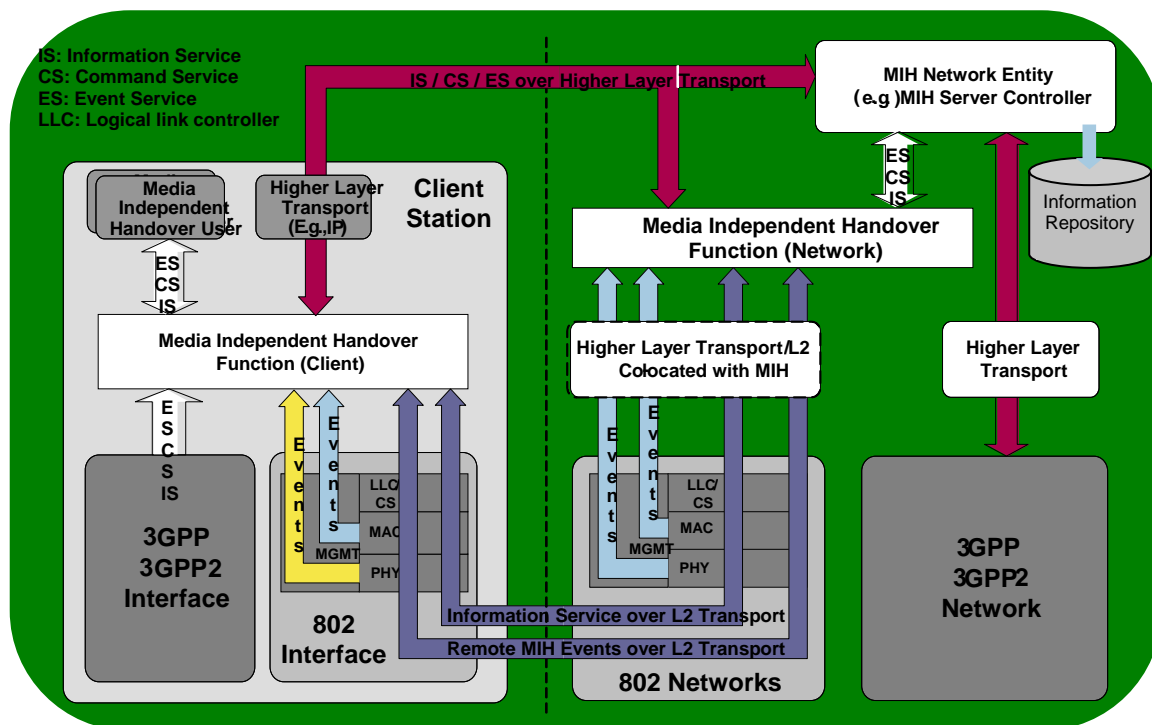 IS: Information Service
CS: Command Service
ES: Event Service
LLC: Logical link controller
IS / CS / ES over Higher Layer Transport
MIH Network Entity
(e.g.)MIH Server Controller
Information
Repository
ES
CS
IS
Media Independent Handover
Function (Network)
Client
Station
Media
Independent
Handover User
Higher Layer
Transport
(E.g.,IP)
ES
CS
IS
Media Independent Handover
Function (Client)
Higher Layer Transport/L2
Colocated with MIH
Higher Layer
Transport
E
S
C
S
IS
3GPP
3GPP2
Interface
Events
Events
LLC/
CS
MAC
MGMT
PHY
802
Interface
Events
Events
LLC/
CS
MAC
MGMT
PHY
Information Service over L2 Transport
Remote MIH Events over L2 Transport
802 Networks
3GPP
3GPP2
Network